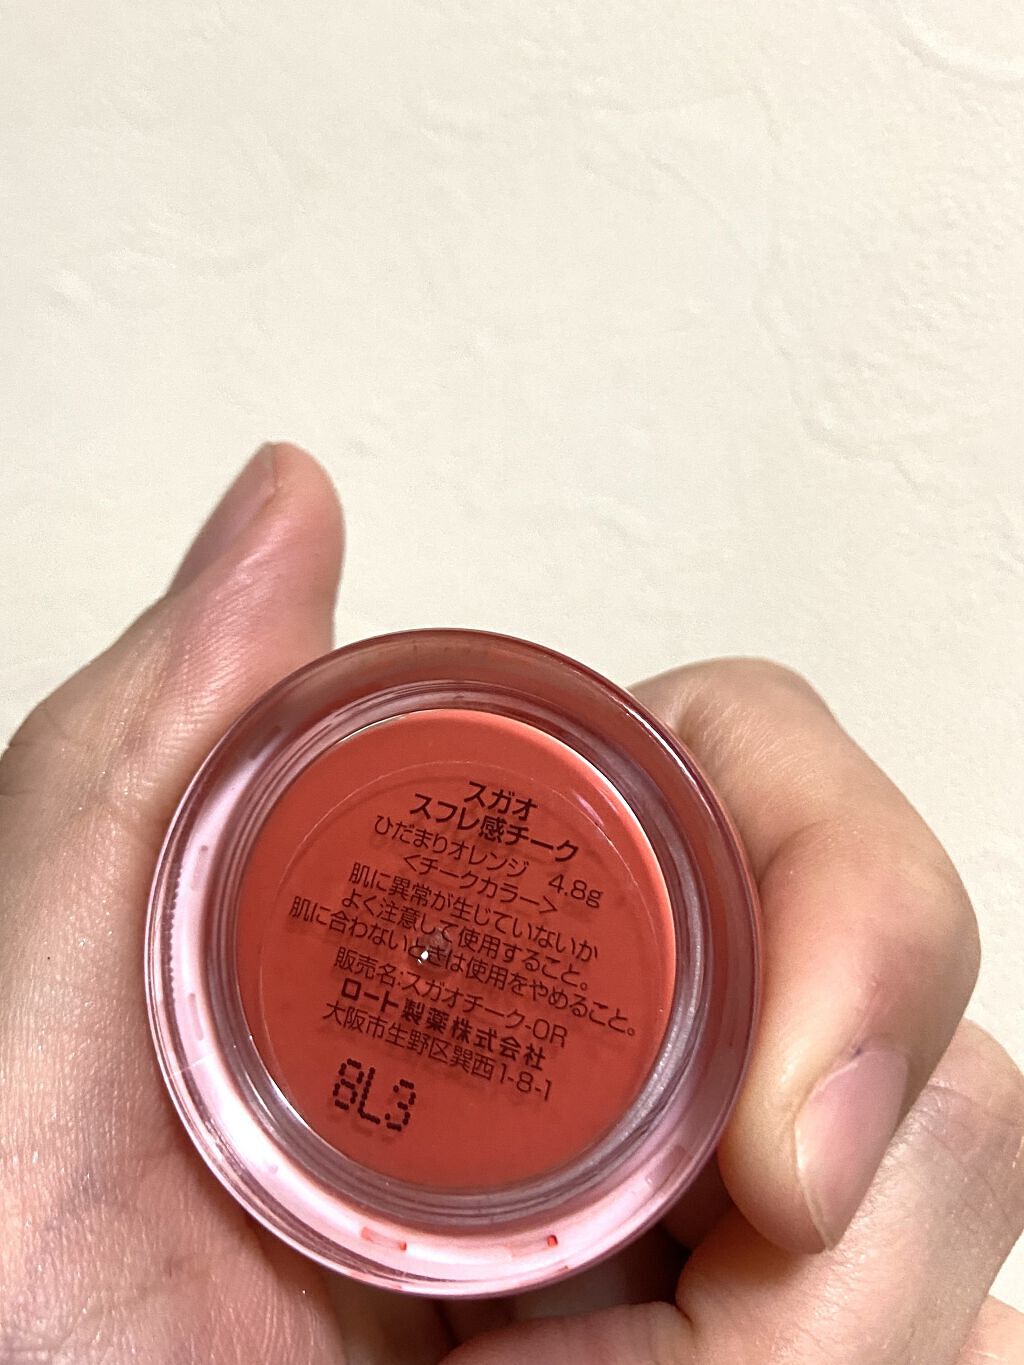 スガオ
スフレ感チーク
ひだまりオレンジ 4.8g
<チークカラー>
肌に異常が生じていないか
よく注意して使用すること。
肌に合わないときは使用をやめること。
販売名:スガオチーク-OR
ロート製薬株式会社
大阪市生野区巽西1-8-1
8L3